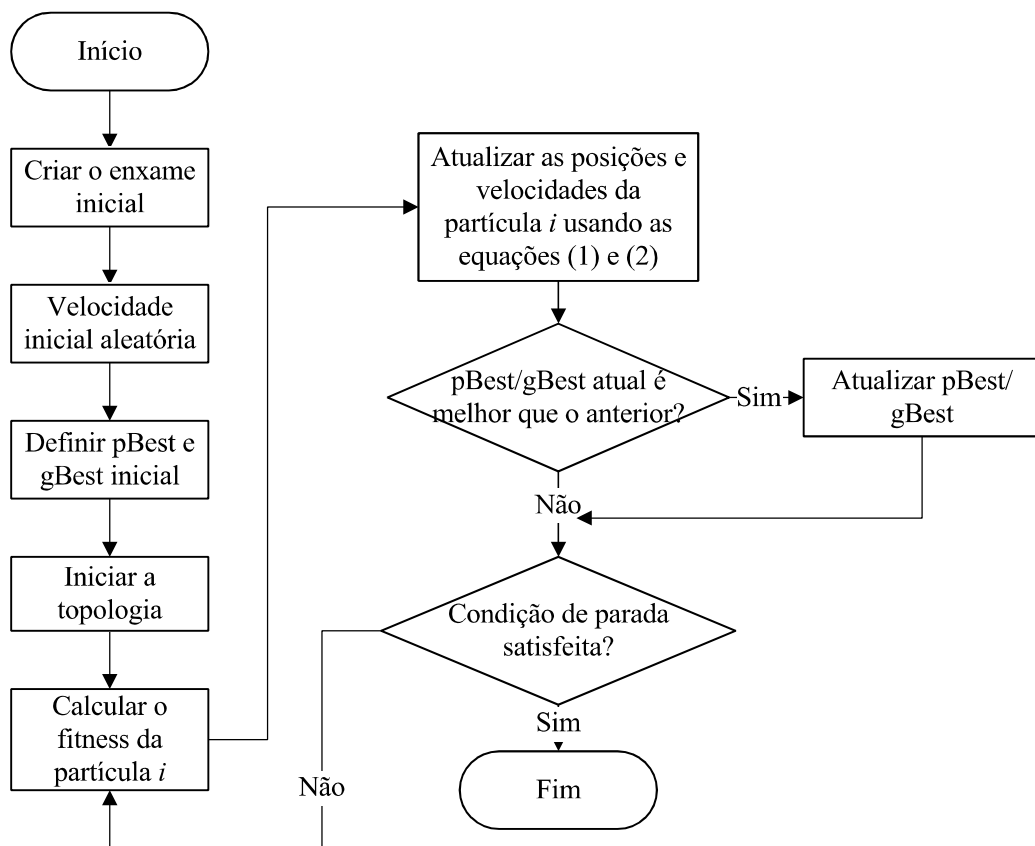 Início
Criar o enxame
inicial
Velocidade
inicial aleatória
Definir pBest e
gBest inicial
Iniciar a
topologia
Calcular o
fitness da
partícula i
Atualizar as posições e
velocidades da
partícula i usando as
equações (1) e (2)
pBest/gBest atual é
melhor que o anterior?
Sim
Atualizar pBest/
gBest
Não
Condição de parada
satisfeita?
Sim
Não
Fim